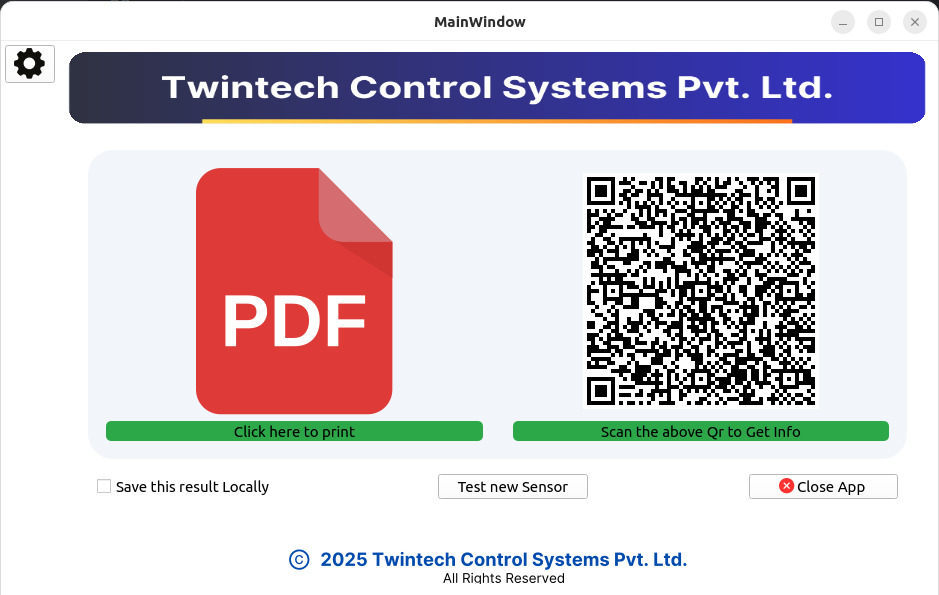 MainWindow
Twintech Control Systems Pvt. Ltd.
PDF
Click here to print
Scan the above Qr to Get Info
Save this result Locally
Test new Sensor
Close App
© 2025 Twintech Control Systems Pvt. Ltd.
All Rights Reserved